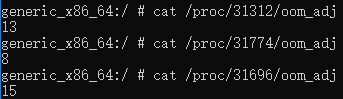 generic_x86_64:/ # cat /proc/31312/oom_adj
13
generic_x86_64:/ # cat /proc/31774/oom_adj
8
generic_x86_64:/ # cat /proc/31696/oom_adj
15